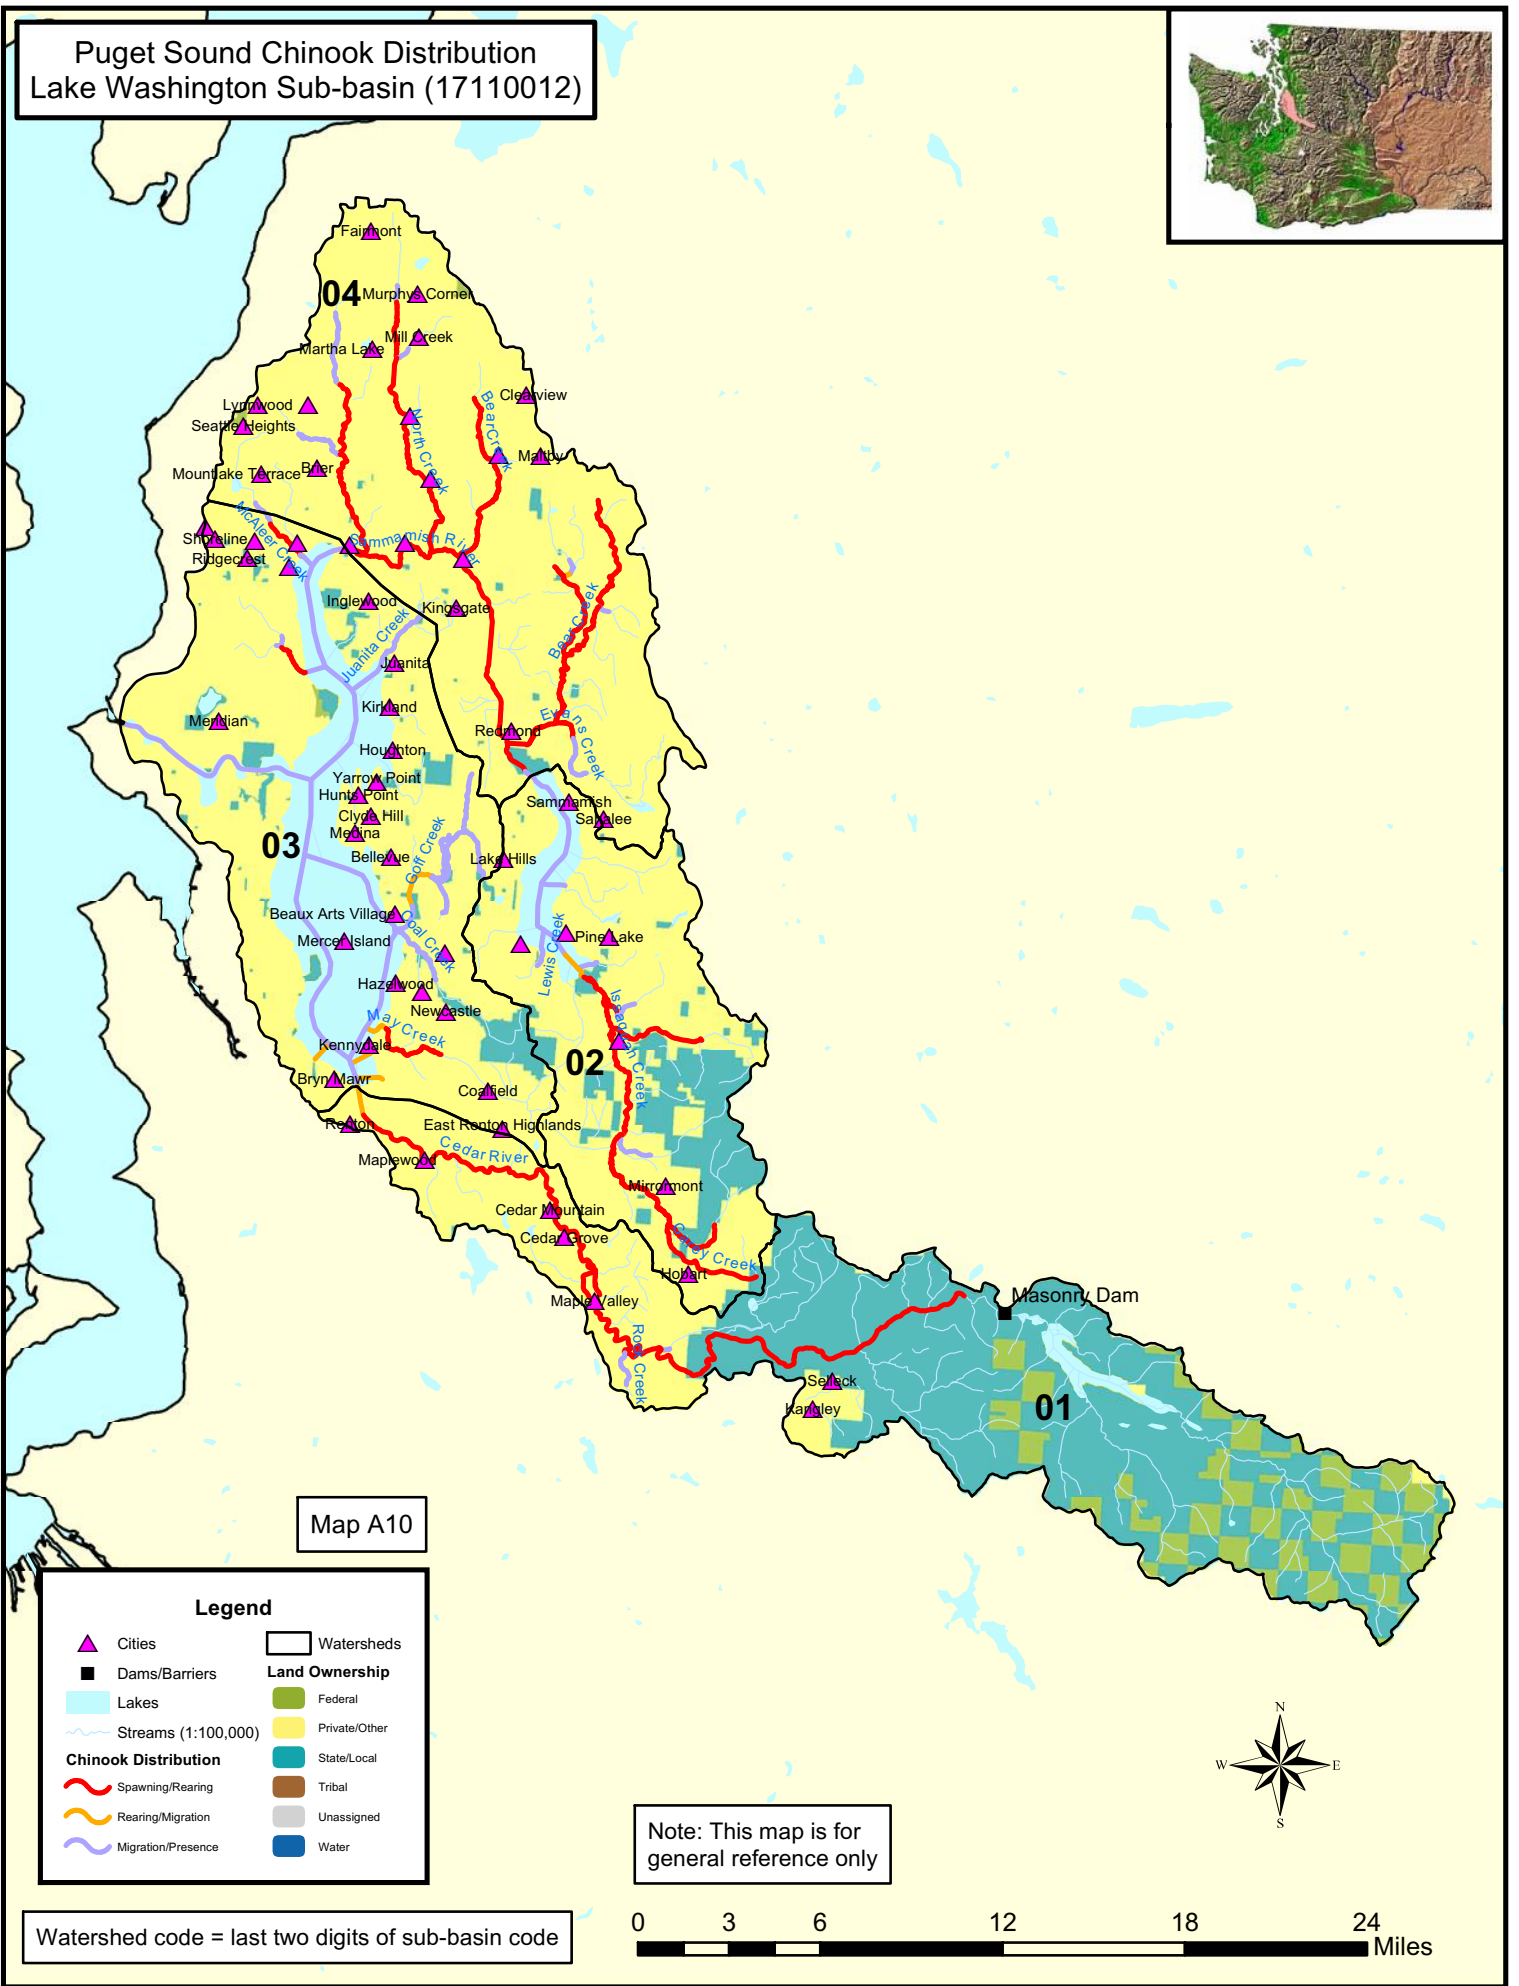 Puget Sound Chinook Distribution
Lake Washington Sub-basin (17110012)
Fairmont
04
Murphys Corner
Mill Creek
Martha Lake
Clearview
Lynnwood
Bear Creek
Seattle Heights
North Creek
Maltby
Mountlake Terrace
Brier
McAleer Creek
Shoreline
Sammamish River
Ridgecrest
Inglewood
Kingsgate
Bear Creek
Juanita Creek
Juanita
Kirkland
Meridian
Evans Creek
Redmond
Houghton
Yarrow Point
Hunts Point
Sammamish
Clyde Hill
Sahalee
Medina
03
Goff Creek
Bellevue
Lake Hills
Beaux Arts Village
Coal Creek
Mercer Island
Lewis Creek
Pine Lake
Hazelwood
Issaquah Creek
Newcastle
May Creek
Kennydale
02
Bryn Mawr
Coalfield
Renton
East Renton Highlands
Cedar River
Maplewood
Mirrormont
Cedar Mountain
Cedar Grove
Carey Creek
Hobart
Maple Valley
Masonry Dam
Rock Creek
Selleck
Kangley
01
Map A10
Legend
Cities
Watersheds
Dams/Barriers
Land Ownership
Lakes
Federal
Streams (1:100,000)
Private/Other
Chinook Distribution
State/Local
Spawning/Rearing
Tribal
Rearing/Migration
Unassigned
Migration/Presence
Water
N
W
E
S
Note: This map is for
general reference only
Watershed code = last two digits of sub-basin code
0 3 6 12 18 24
Miles